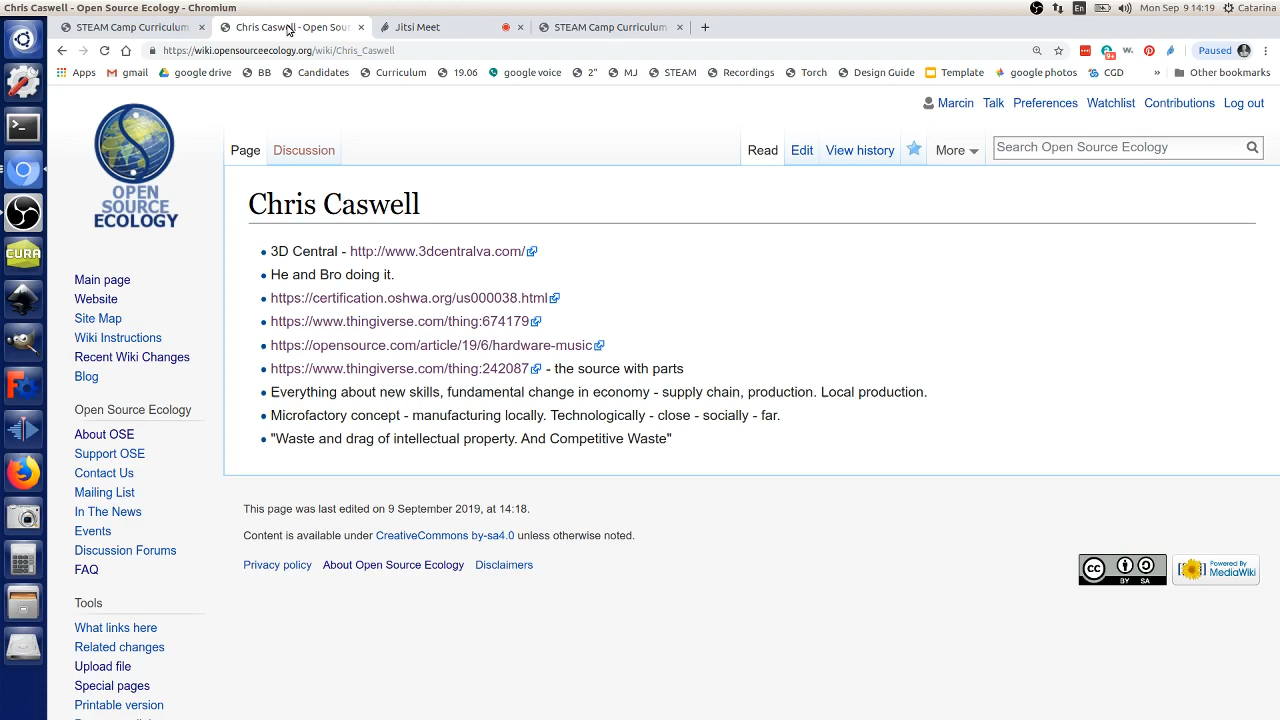 Chris Caswell - Open Source Ecology - Chromium
En
Mon Sep 9 14:19
Catarina
STEAM Camp Curriculum
Chris Caswell - Open Sour
Jitsi Meet
STEAM Camp Curriculum
https://wiki.opensourceecology.org/wiki/Chris_Caswell
9+
Paused
Apps
gmail
google drive
BB
Candidates
Curriculum
19.06
google voice
2"
MJ
STEAM
Recordings
Torch
Design Guide
Template
google photos
CGD
»
Other bookmarks
Marcin
Talk
Preferences
Watchlist
Contributions
Log out
OPEN
SOURCE
ECOLOGY
Page
Discussion
Read
Edit
View history
More
Search Open Source Ecology
CURA
Chris Caswell
3D Central - http://www.3dcentralva.com/
He and Bro doing it.
https://certification.oshwa.org/us000038.html
https://www.thingiverse.com/thing:674179
https://opensource.com/article/19/6/hardware-music
https://www.thingiverse.com/thing:242087 - the source with parts
Everything about new skills, fundamental change in economy - supply chain, production. Local production.
Microfactory concept - manufacturing locally. Technologically - close - socially - far.
"Waste and drag of intellectual property. And Competitive Waste"
This page was last edited on 9 September 2019, at 14:18.
Content is available under CreativeCommons by-sa4.0 unless otherwise noted.
Privacy policy
About Open Source Ecology
Disclaimers
CC
BY SA
Powered By
MediaWiki
Main page
Website
Site Map
Wiki Instructions
Recent Wiki Changes
Blog
Open Source Ecology
About OSE
Support OSE
Contact Us
Mailing List
In The News
Events
Discussion Forums
FAQ
Tools
What links here
Related changes
Upload file
Special pages
Printable version